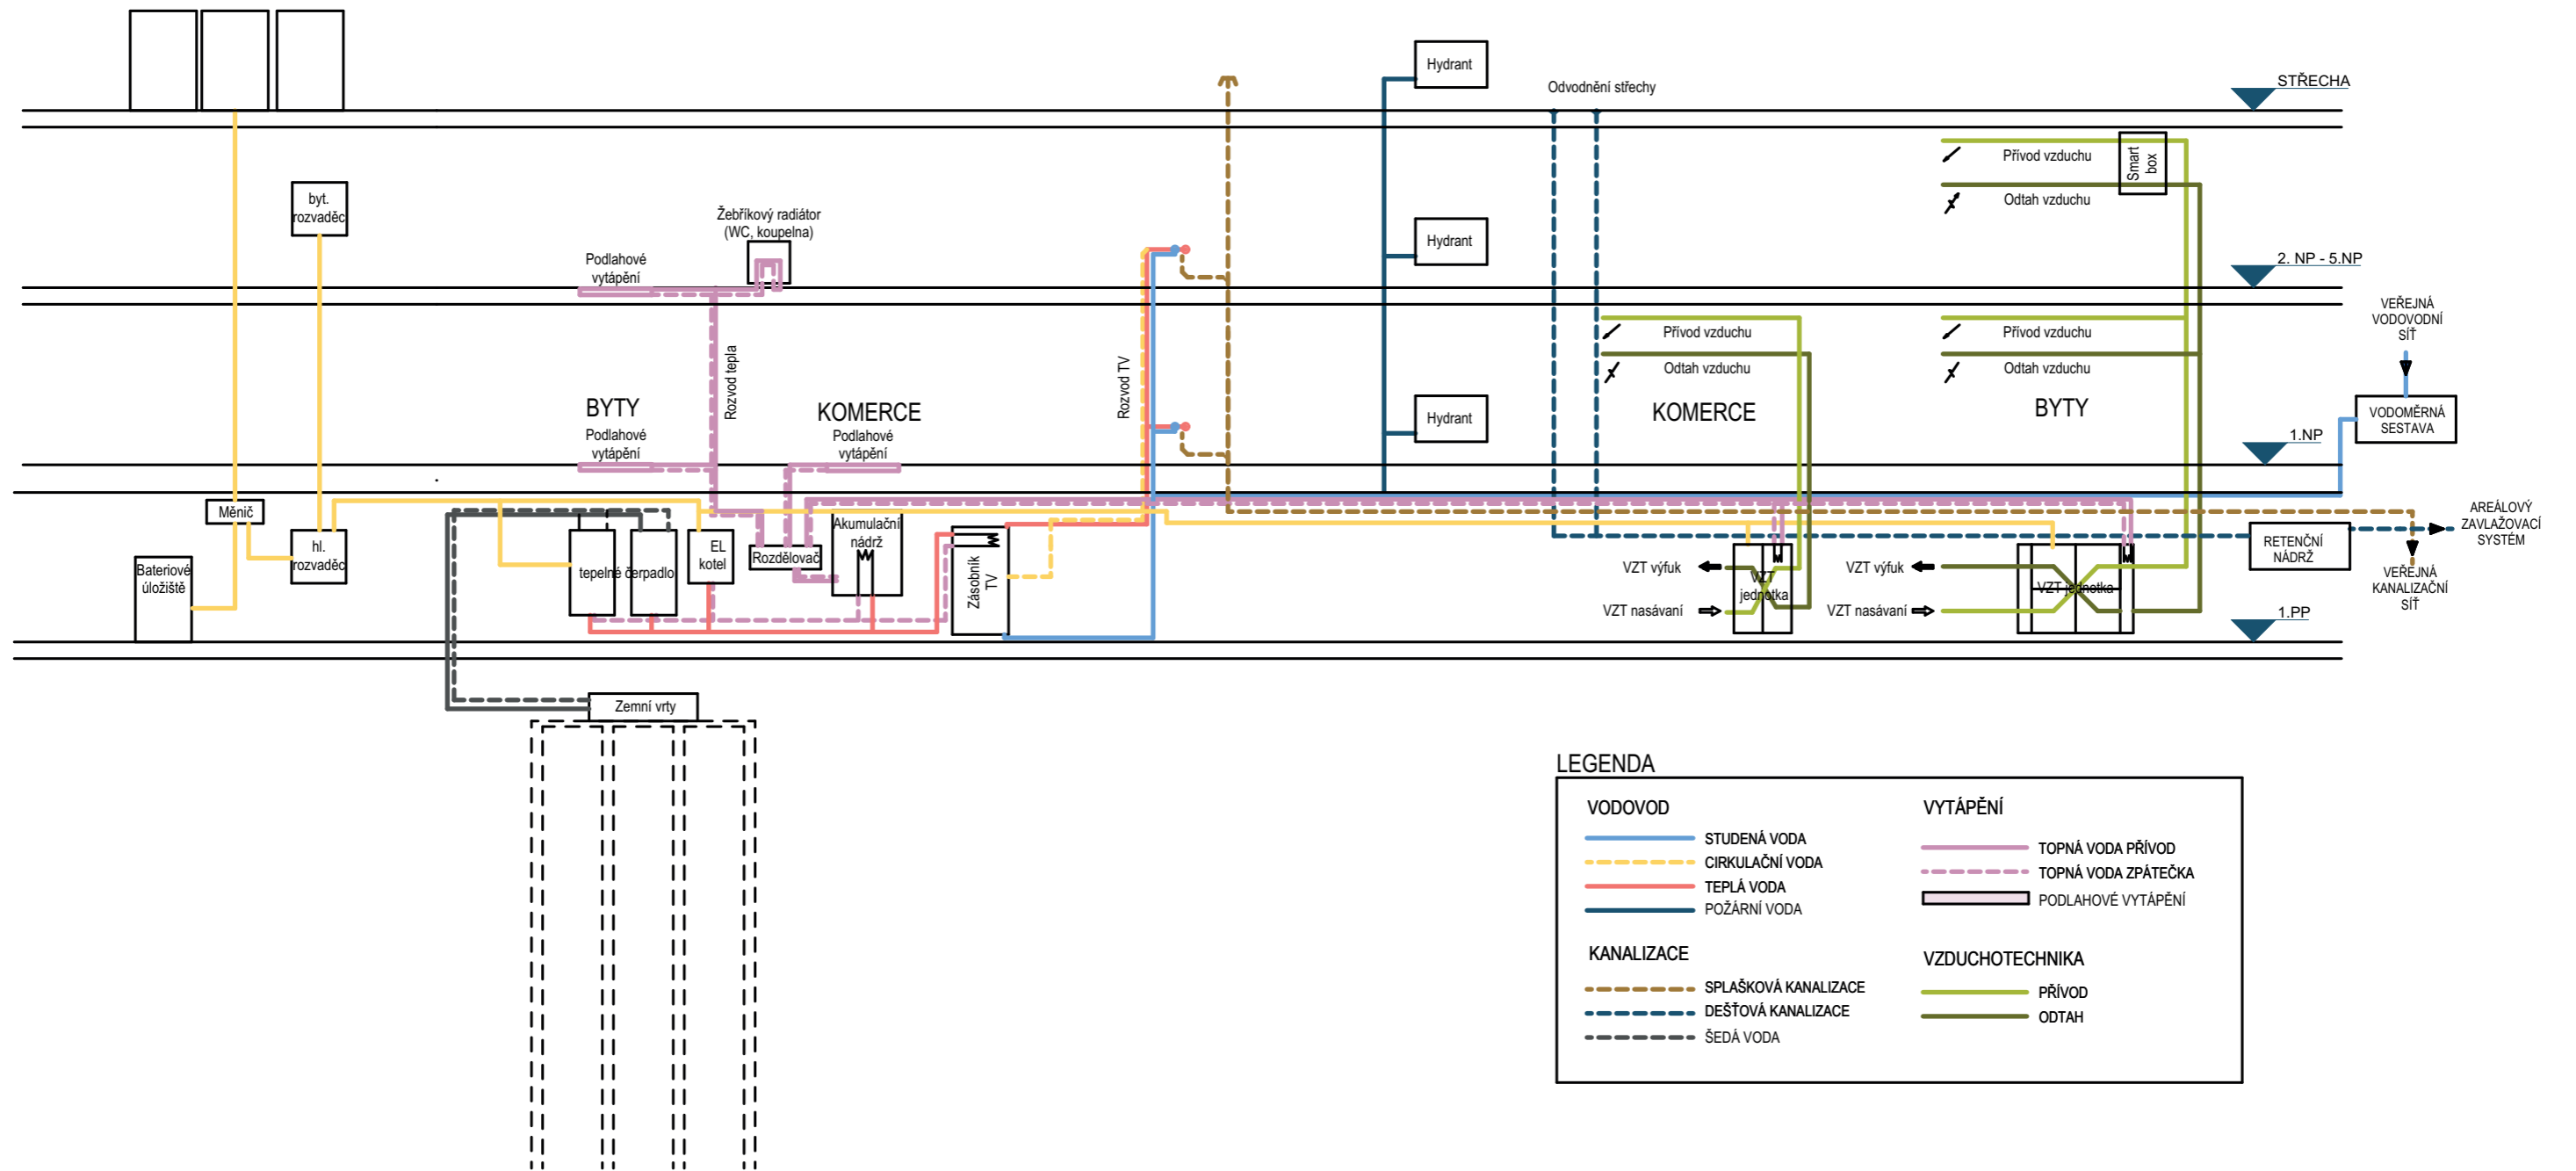 Hydrant
Odvodnění střechy
STŘECHA
byt.
rozvaděc
Žebříkový radiátor
(WC, koupelna)
Hydrant
Přívod vzduchu
Odtah vzduchu
Smart
box
Podlahové
vytápění
2. NP - 5.NP
VEŘEJNÁ
VODOVODNÍ
SÍŤ
Rozvod tepla
Rozvod TV
Přívod vzduchu
Odtah vzduchu
Přívod vzduchu
Odtah vzduchu
BYTY
KOMERCE
Hydrant
KOMERCE
BYTY
VODOMĚRNÁ
SESTAVA
Podlahové
vytápění
Podlahové
vytápění
1.NP
Měnič
hl.
rozvaděc
Bateriové
úložiště
tepelné čerpadlo
EL
kotel
Rozdělovač
Akumulační
nádrž
Zásobník
TV
VZT výfuk
VZT nasávaní
VZT
jednotka
VZT výfuk
VZT nasávaní
VZT jednotka
RETENČNÍ
NÁDRŽ
AREÁLOVÝ
ZAVLAŽOVACÍ
SYSTÉM
VEŘEJNÁ
KANALIZAČNÍ
SÍŤ
1.PP
Zemní vrty
LEGENDA
VODOVOD
STUDENÁ VODA
CIRKULAČNÍ VODA
TEPLÁ VODA
POŽÁRNÍ VODA
KANALIZACE
SPLAŠKOVÁ KANALIZACE
DEŠŤOVÁ KANALIZACE
ŠEDÁ VODA
VYTÁPĚNÍ
TOPNÁ VODA PŘÍVOD
TOPNÁ VODA ZPÁTEČKA
PODLAHOVÉ VYTÁPĚNÍ
VZDUCHOTECHNIKA
PŘÍVOD
ODTAH